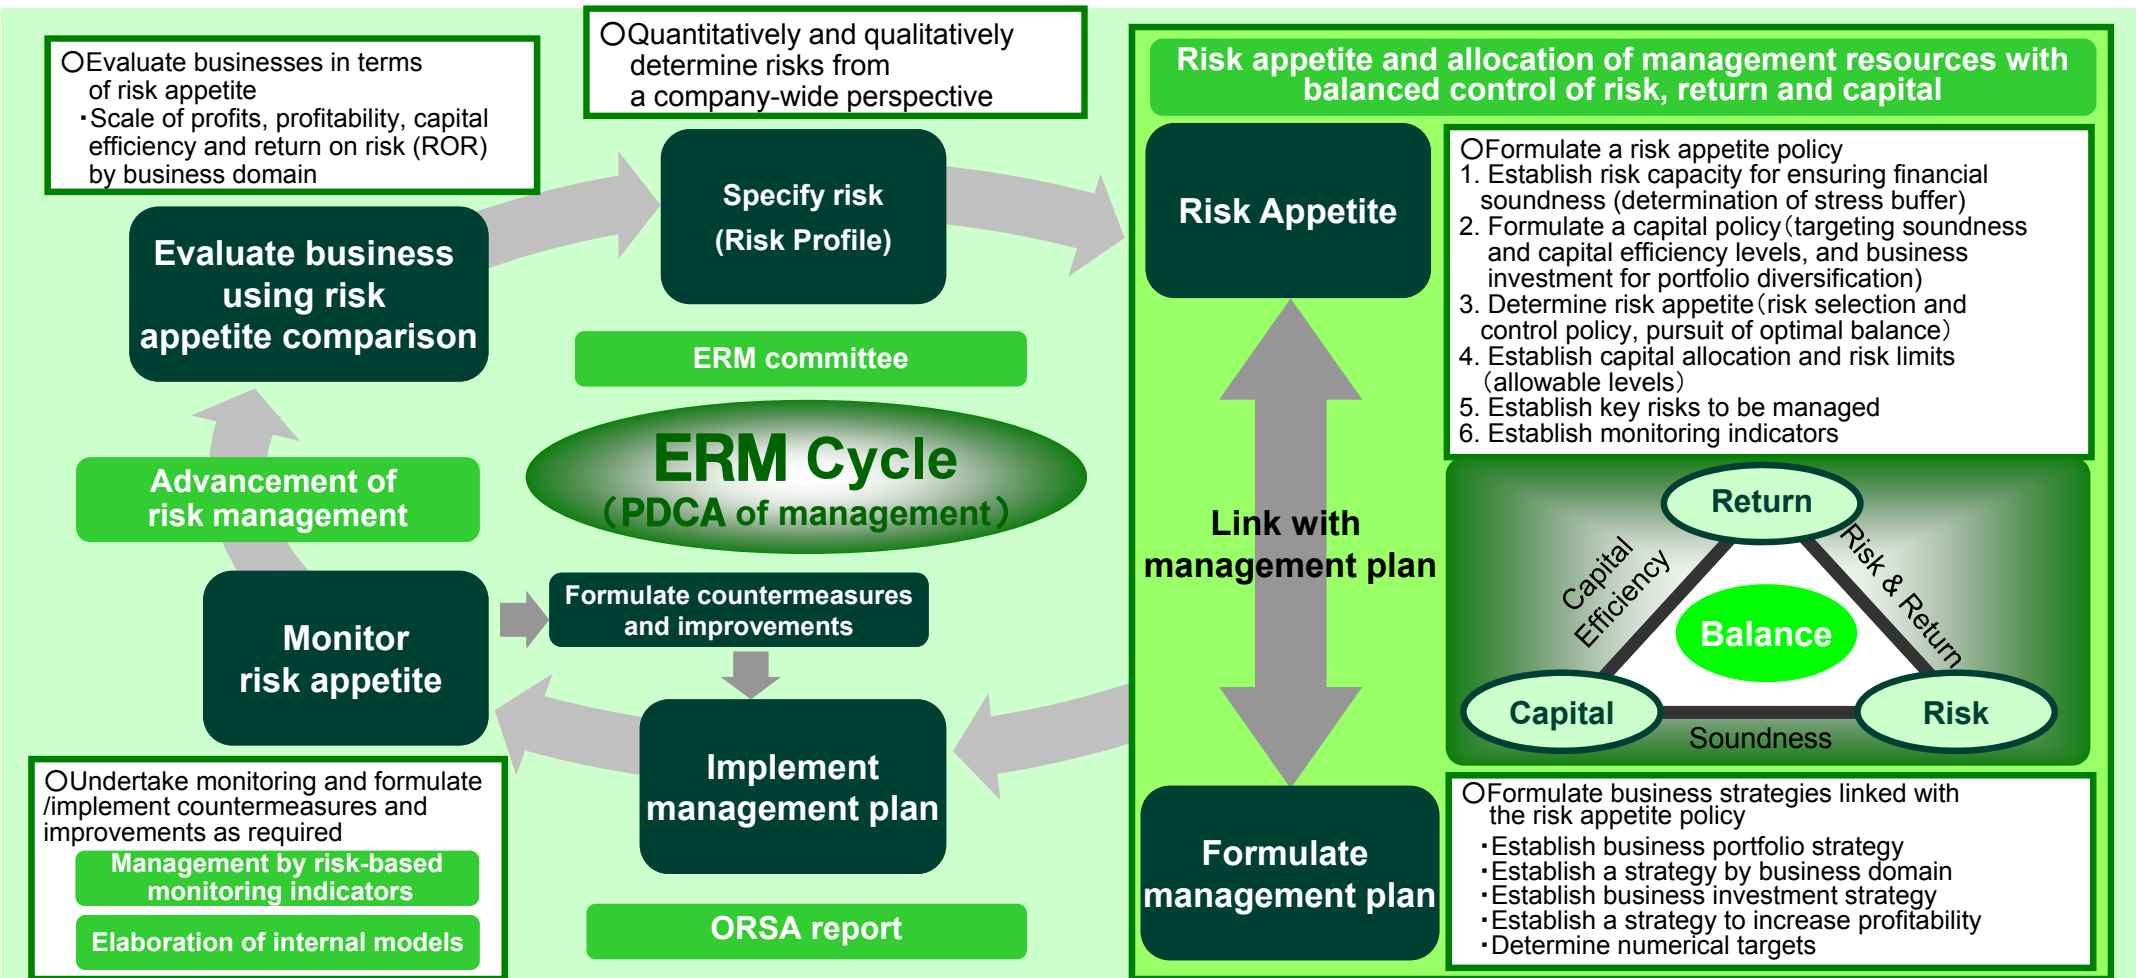 ○Evaluate businesses in terms
of risk appetite
・Scale of profits, profitability, capital
efficiency and return on risk (ROR)
by business domain
○Quantitatively and qualitatively
determine risks from
a company-wide perspective
Risk appetite and allocation of management resources with
balanced control of risk, return and capital
Evaluate business
using risk
appetite comparison
Specify risk
(Risk Profile)
Risk Appetite
○Formulate a risk appetite policy
1. Establish risk capacity for ensuring financial
soundness (determination of stress buffer)
2. Formulate a capital policy（targeting soundness
and capital efficiency levels, and business
investment for portfolio diversification)
3. Determine risk appetite（risk selection and
control policy, pursuit of optimal balance）
4. Establish capital allocation and risk limits
（allowable levels）
5. Establish key risks to be managed
6. Establish monitoring indicators
ERM committee
ERM Cycle
（PDCA of management）
Advancement of
risk management
Link with
management plan
Return
Capital
Efficiency
Risk & Return
Balance
Capital
Risk
Soundness
Monitor
risk appetite
Formulate countermeasures
and improvements
Implement
management plan
○Undertake monitoring and formulate
/implement countermeasures and
improvements as required
Management by risk-based
monitoring indicators
Elaboration of internal models
ORSA report
Formulate
management plan
○Formulate business strategies linked with
the risk appetite policy
・Establish business portfolio strategy
・Establish a strategy by business domain
・Establish business investment strategy
・Establish a strategy to increase profitability
・Determine numerical targets